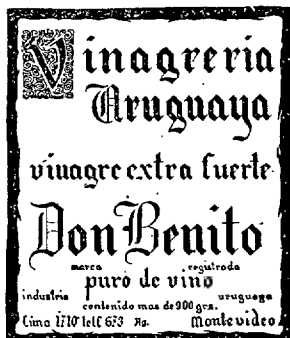 Vinagreria
Uruguaya
vinagre extra fuerte
Don Benito
marca registrada
puro de vino
industria uruguaya
contenido mas de 900 grs.
Lima 1710 telf 673 Ag. Montevideo